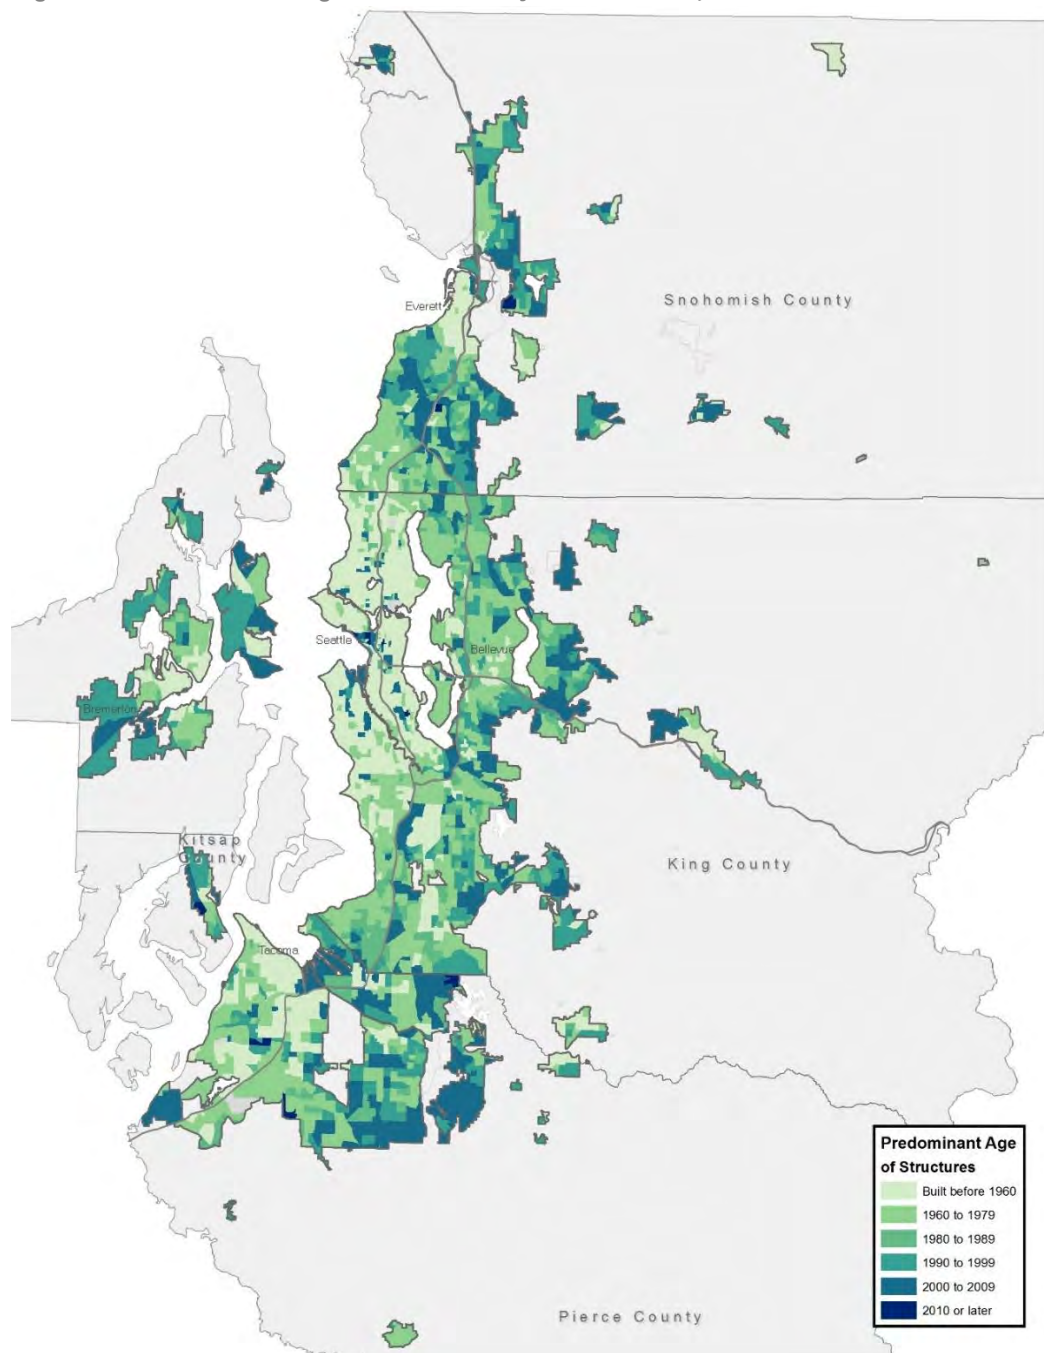 Everett
Snohomish County
Seattle
Bellevue
Bremerton
Kitsap
County
King County
Tacoma
Predominant Age
of Structures
Built before 1960
1960 to 1979
1980 to 1989
1990 to 1999
2000 to 2009
2010 or later
Pierce County